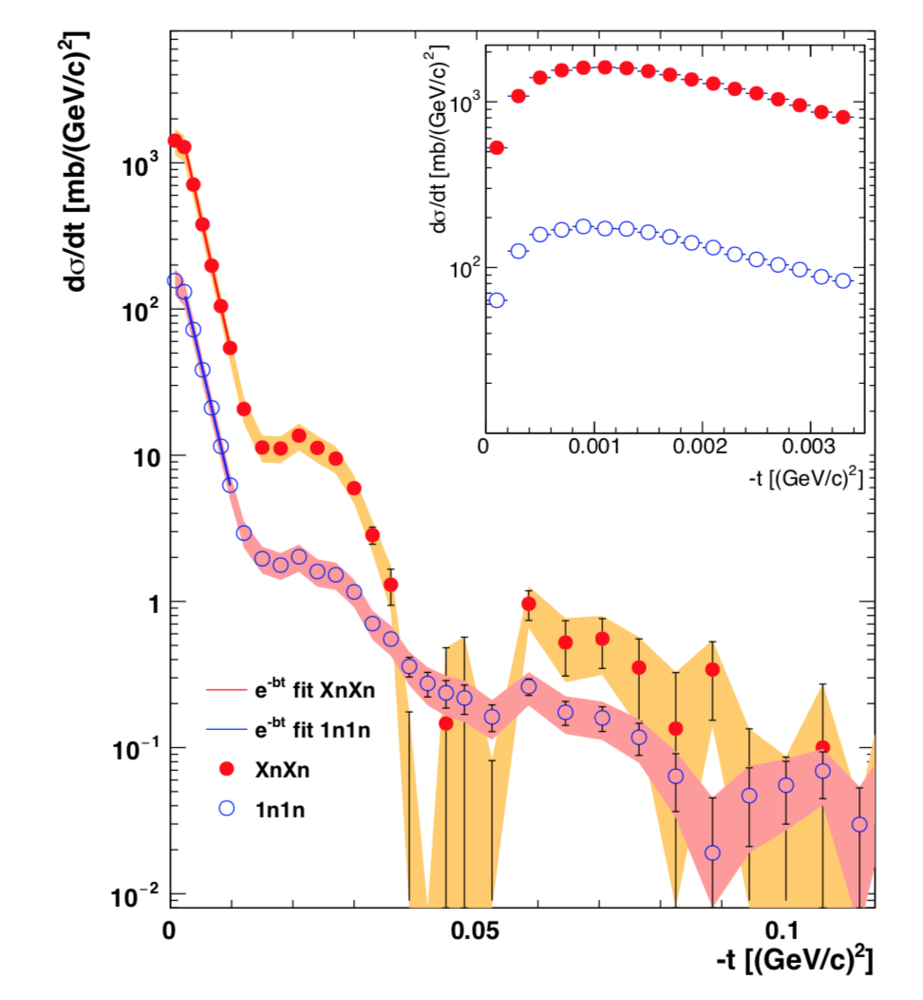 dσ/dt [mb/(GeV/c)²]
10³
10²
10
1
10⁻¹
10⁻²
0
0.05
0.1
-t [(GeV/c)²]
e⁻ᵇᵗ fit XnXn
e⁻ᵇᵗ fit 1n1n
XnXn
1n1n
dσ/dt [mb/(GeV/c)²]
10³
10²
0
0.001
0.002
0.003
-t [(GeV/c)²]